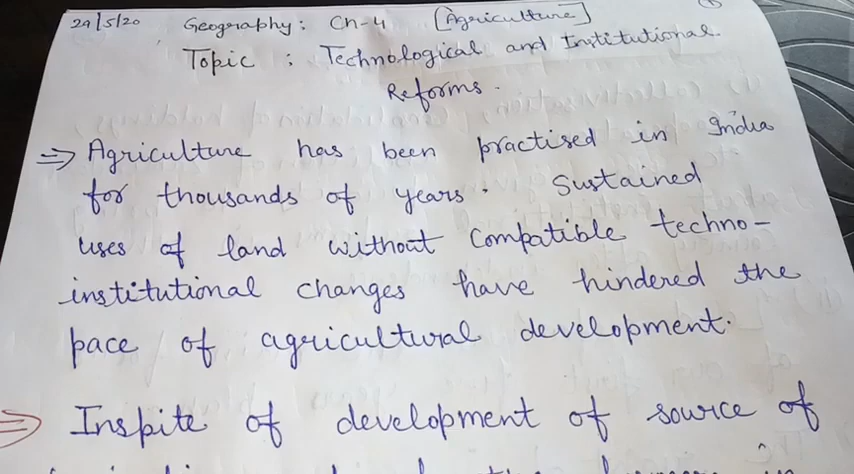 29/5/20 Geography: Ch-4 [Agriculture]
Topic : Technological and Institutional
Reforms.
⇒ Agriculture has been practised in India
for thousands of years. Sustained
uses of land without compatible techno-
institutional changes have hindered the
pace of agricultural development.
⇒ Inspite of development of source of